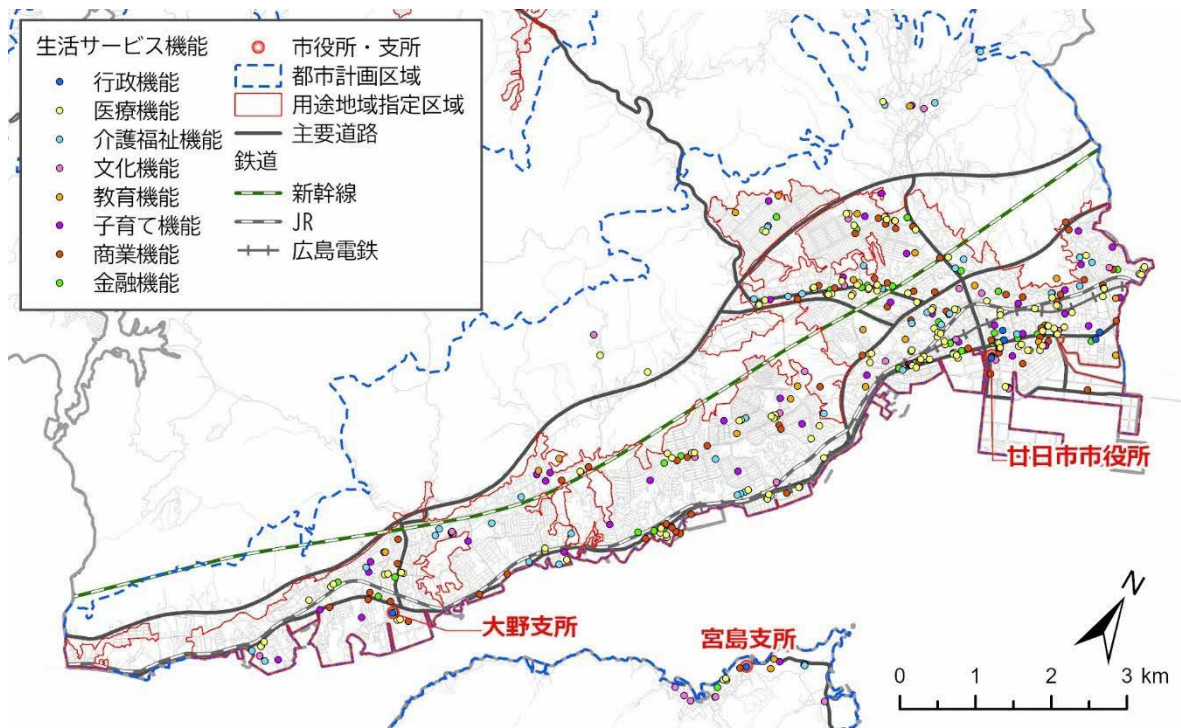 生活サービス機能
行政機能
医療機能
介護福祉機能
文化機能
教育機能
子育て機能
商業機能
金融機能
市役所・支所
都市計画区域
用途地域指定区域
主要道路
鉄道
新幹線
JR
広島電鉄
廿日市市役所
大野支所
宮島支所
N
0 1 2 3 km